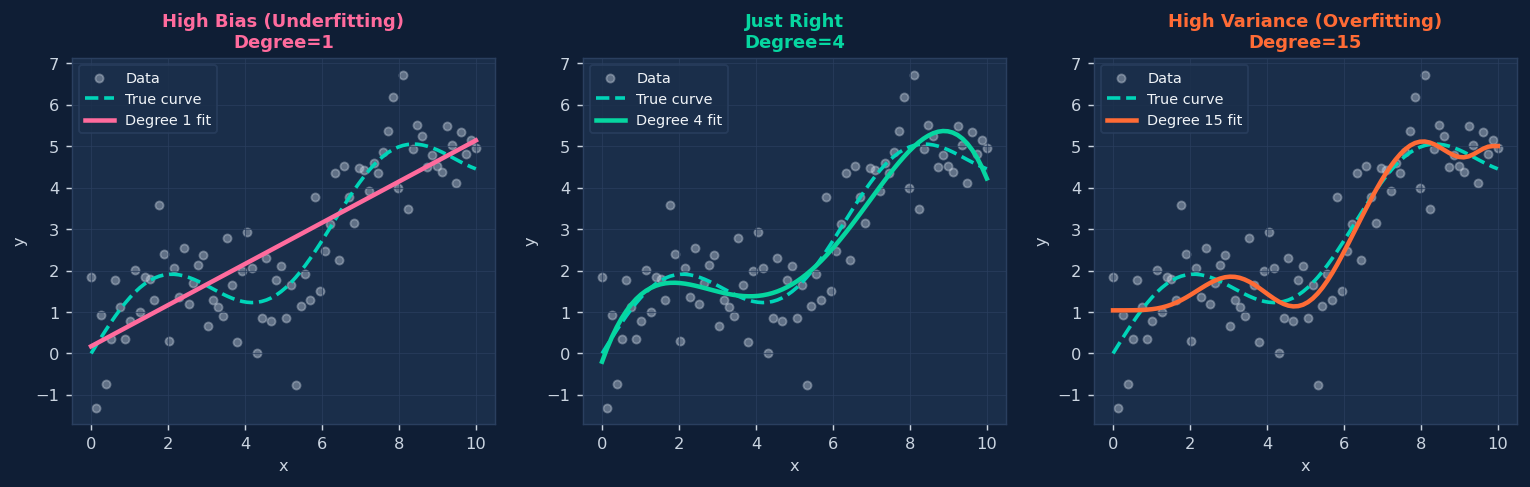 High Bias (Underfitting)
Degree=1
7
6
5
4
3
2
1
0
−1
y
Data
True curve
Degree 1 fit
0 2 4 6 8 10
x
Just Right
Degree=4
7
6
5
4
3
2
1
0
−1
y
Data
True curve
Degree 4 fit
0 2 4 6 8 10
x
High Variance (Overfitting)
Degree=15
7
6
5
4
3
2
1
0
−1
y
Data
True curve
Degree 15 fit
0 2 4 6 8 10
x